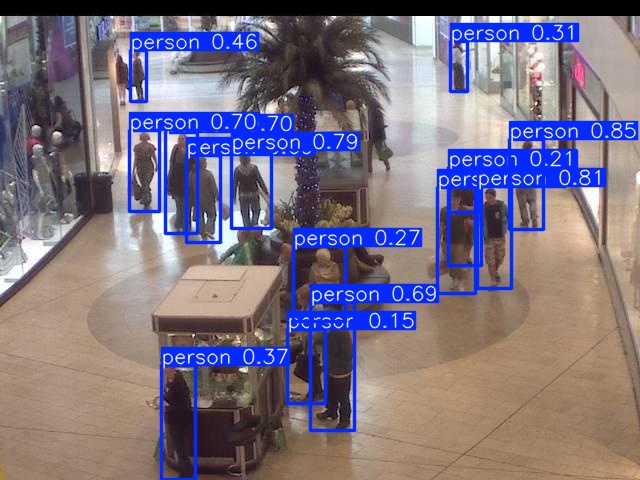 person 0.46
person 0.31
person 0.70
.70
person 0.79
person 0.85
person 0.21
person 0.81
person 0.27
person 0.69
person 0.15
person 0.37